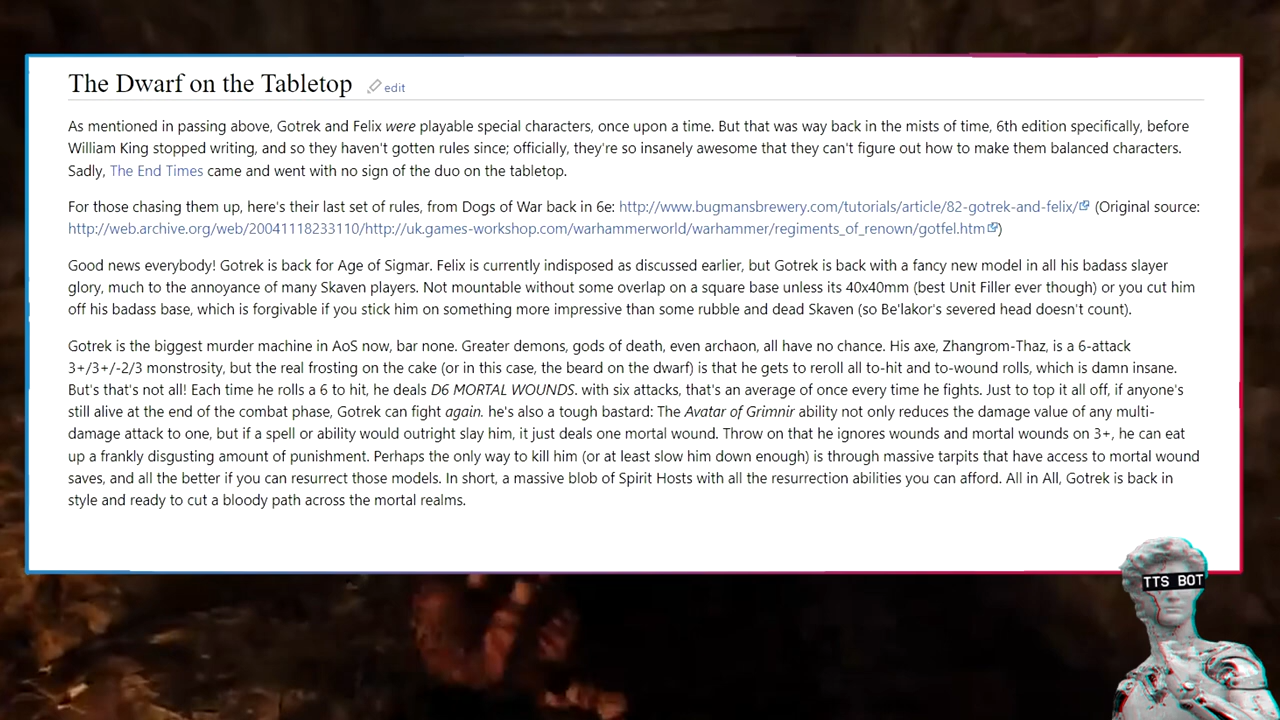 The Dwarf on the Tabletop edit
As mentioned in passing above, Gotrek and Felix were playable special characters, once upon a time. But that was way back in the mists of time, 6th edition specifically, before
William King stopped writing, and so they haven't gotten rules since; officially, they're so insanely awesome that they can't figure out how to make them balanced characters.
Sadly, The End Times came and went with no sign of the duo on the tabletop.
For those chasing them up, here's their last set of rules, from Dogs of War back in 6e: http://www.bugmansbrewery.com/tutorials/article/82-gotrek-and-felix/ (Original source:
http://web.archive.org/web/20041118233110/http://uk.games-workshop.com/warhammerworld/warhammer/regiments_of_renown/gotfel.htm)
Good news everybody! Gotrek is back for Age of Sigmar. Felix is currently indisposed as discussed earlier, but Gotrek is back with a fancy new model in all his badass slayer
glory, much to the annoyance of many Skaven players. Not mountable without some overlap on a square base unless its 40x40mm (best Unit Filler ever though) or you cut him
off his badass base, which is forgivable if you stick him on something more impressive than some rubble and dead Skaven (so Be'lakor's severed head doesn't count).
Gotrek is the biggest murder machine in AoS now, bar none. Greater demons, gods of death, even archaon, all have no chance. His axe, Zhangrom-Thaz, is a 6-attack
3+/3+/-2/3 monstrosity, but the real frosting on the cake (or in this case, the beard on the dwarf) is that he gets to reroll all to-hit and to-wound rolls, which is damn insane.
But's that's not all! Each time he rolls a 6 to hit, he deals D6 MORTAL WOUNDS. with six attacks, that's an average of once every time he fights. Just to top it all off, if anyone's
still alive at the end of the combat phase, Gotrek can fight again. he's also a tough bastard: The Avatar of Grimnir ability not only reduces the damage value of any multi-
damage attack to one, but if a spell or ability would outright slay him, it just deals one mortal wound. Throw on that he ignores wounds and mortal wounds on 3+, he can eat
up a frankly disgusting amount of punishment. Perhaps the only way to kill him (or at least slow him down enough) is through massive tarpits that have access to mortal wound
saves, and all the better if you can resurrect those models. In short, a massive blob of Spirit Hosts with all the resurrection abilities you can afford. All in All, Gotrek is back in
style and ready to cut a bloody path across the mortal realms.
TTS BOT